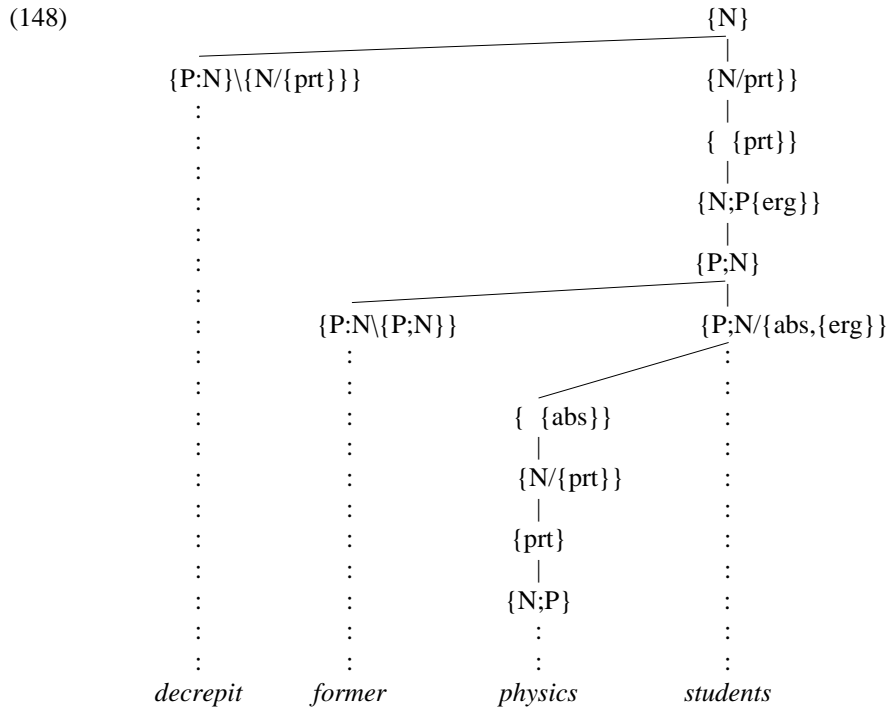 (148) {N}
{P:N}\{N/{prt}}} {N/prt}}
{ {prt}}
{N;P{erg}}
{P;N}
{P:N\{P;N}} {P;N/{abs,{erg}}
{ {abs}}
{N/{prt}}
{prt}
{N;P}
decrepit former physics students